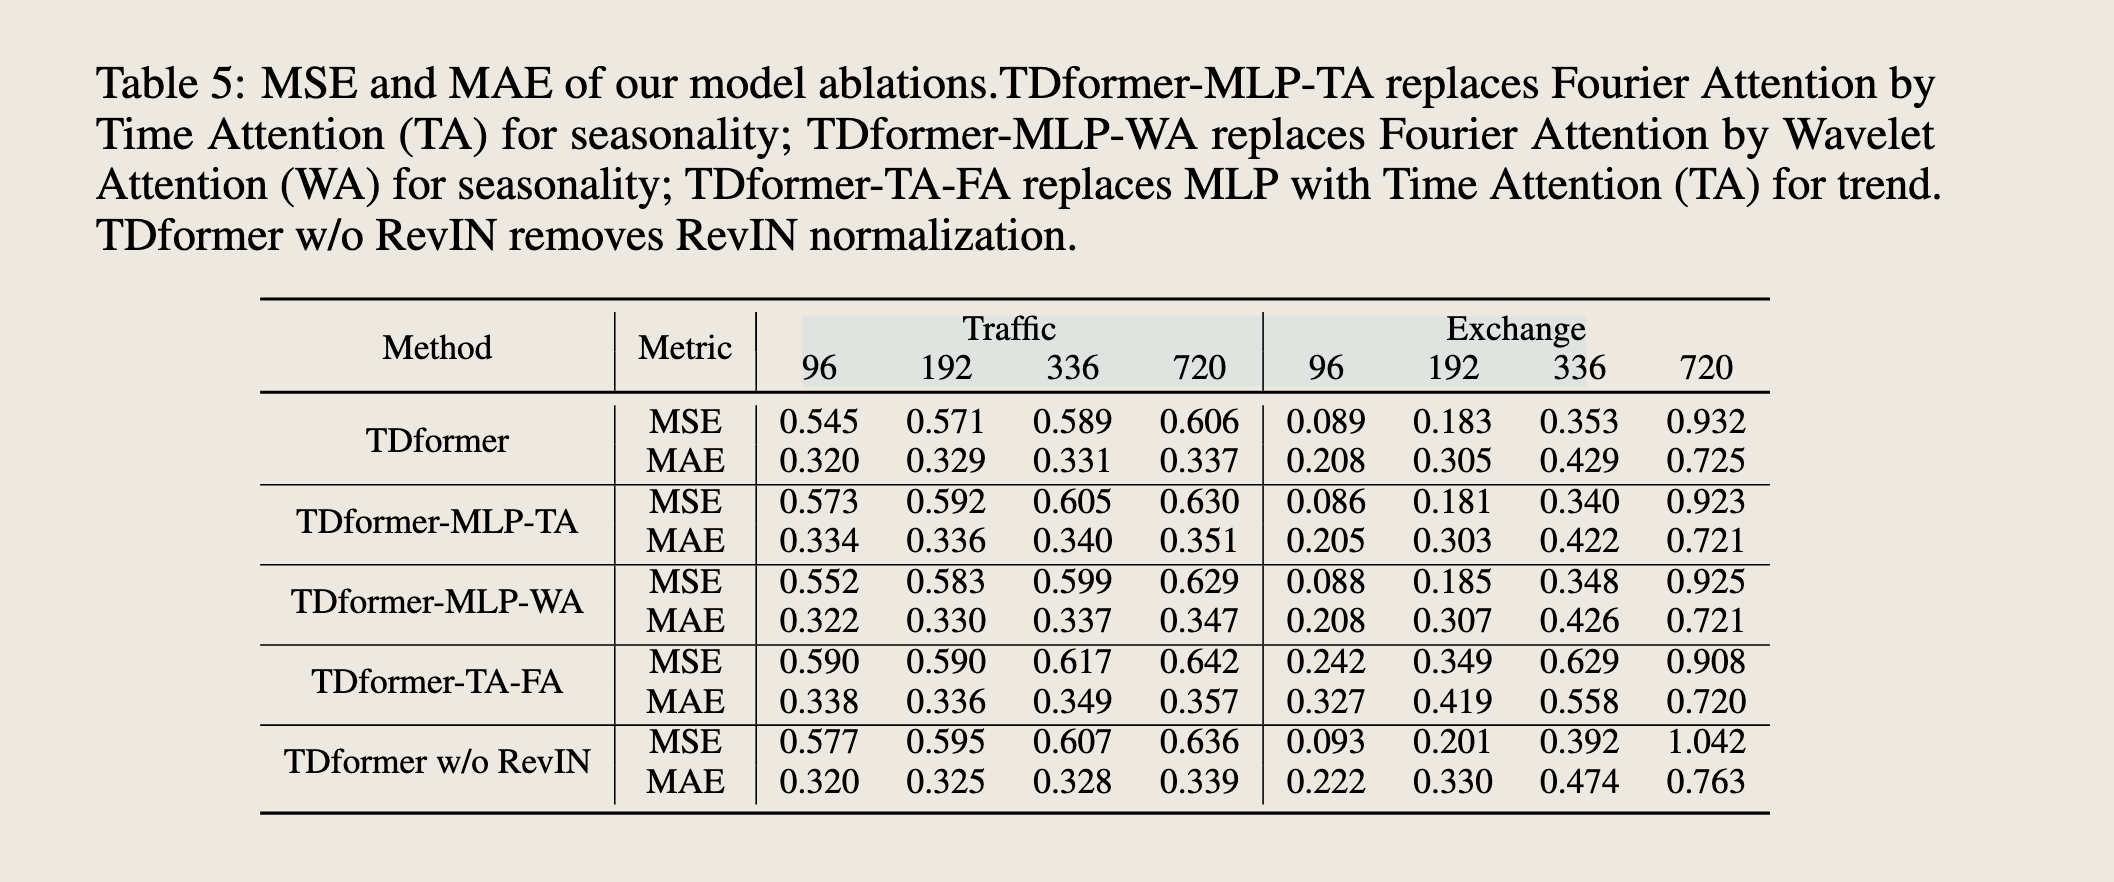 Table 5: MSE and MAE of our model ablations.TDformer-MLP-TA replaces Fourier Attention by
Time Attention (TA) for seasonality; TDformer-MLP-WA replaces Fourier Attention by Wavelet
Attention (WA) for seasonality; TDformer-TA-FA replaces MLP with Time Attention (TA) for trend.
TDformer w/o RevIN removes RevIN normalization.
Method Metric Traffic Exchange
96 192 336 720 96 192 336 720
TDformer MSE 0.545 0.571 0.589 0.606 0.089 0.183 0.353 0.932
MAE 0.320 0.329 0.331 0.337 0.208 0.305 0.429 0.725
TDformer-MLP-TA MSE 0.573 0.592 0.605 0.630 0.086 0.181 0.340 0.923
MAE 0.334 0.336 0.340 0.351 0.205 0.303 0.422 0.721
TDformer-MLP-WA MSE 0.552 0.583 0.599 0.629 0.088 0.185 0.348 0.925
MAE 0.322 0.330 0.337 0.347 0.208 0.307 0.426 0.721
TDformer-TA-FA MSE 0.590 0.590 0.617 0.642 0.242 0.349 0.629 0.908
MAE 0.338 0.336 0.349 0.357 0.327 0.419 0.558 0.720
TDformer w/o RevIN MSE 0.577 0.595 0.607 0.636 0.093 0.201 0.392 1.042
MAE 0.320 0.325 0.328 0.339 0.222 0.330 0.474 0.763